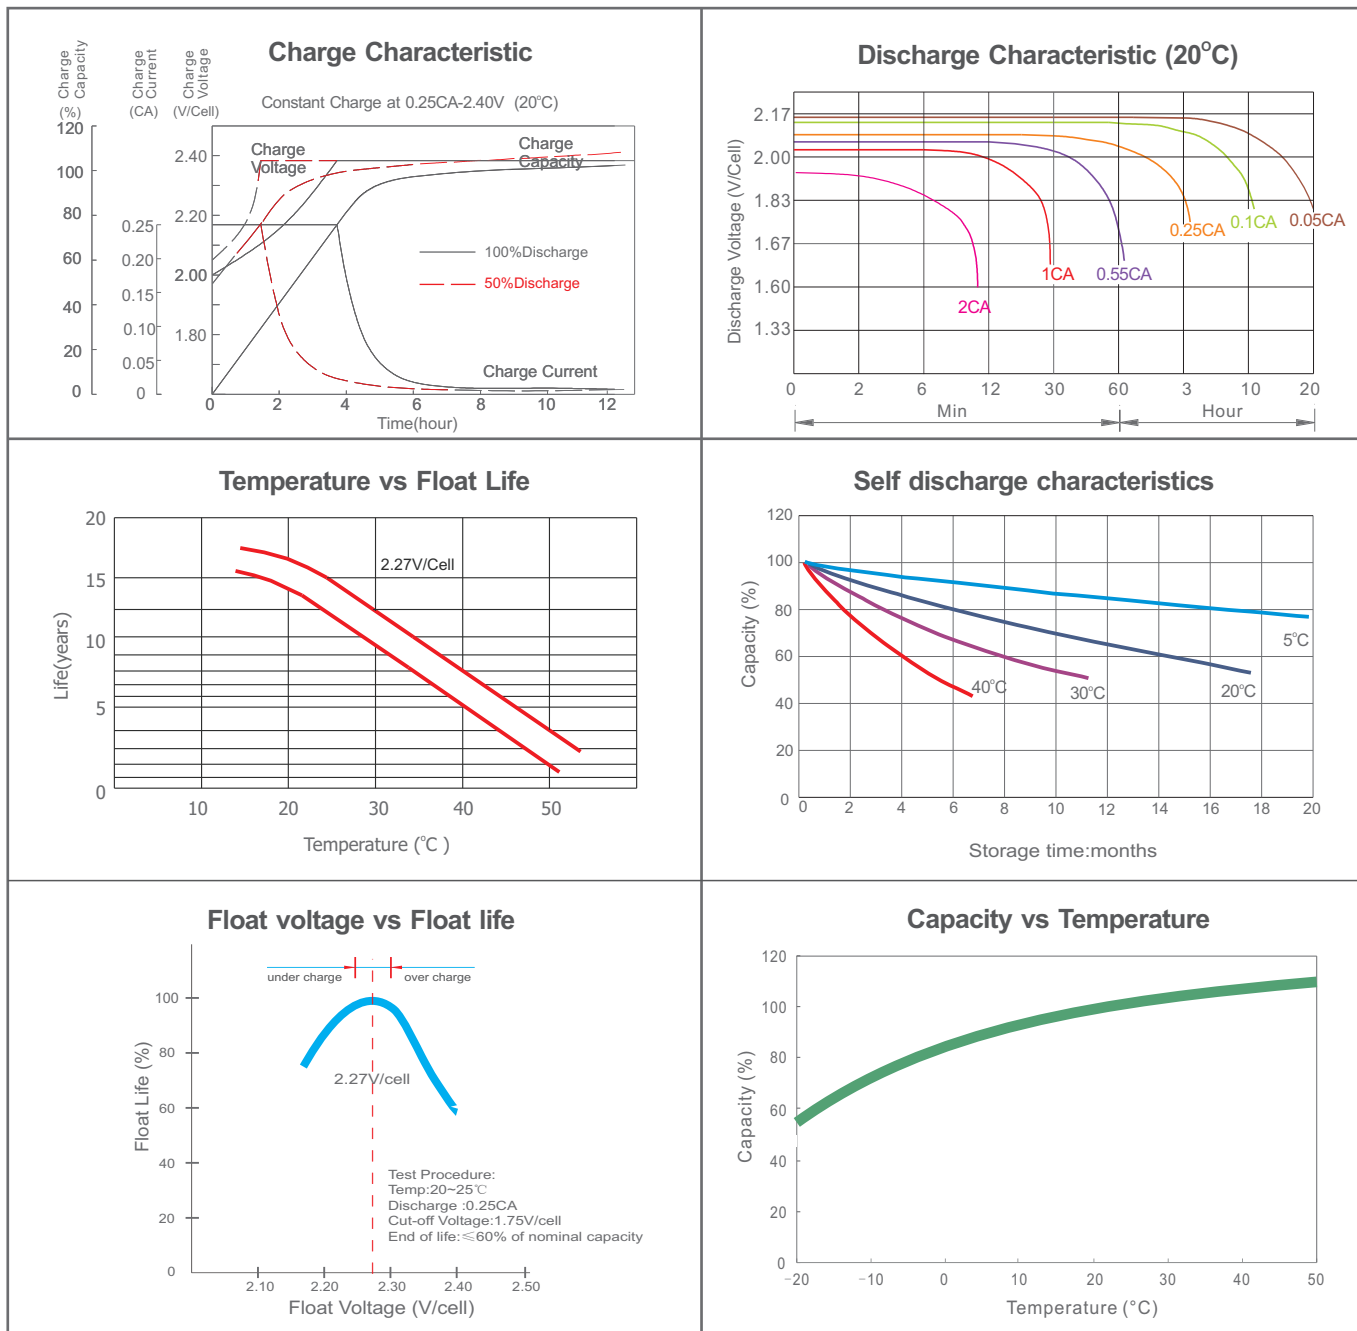 Charge Characteristic
Charge Capacity
(%)
Charge Current
(CA)
Charge Voltage
(V/Cell)
Constant Charge at 0.25CA-2.40V (20°C)
120
100
80
60
40
20
0
0.25
0.20
0.15
0.10
0.05
0
2.40
2.20
2.00
1.80
Charge Voltage
Charge Capacity
100%Discharge
50%Discharge
Charge Current
0 2 4 6 8 10 12
Time(hour)
Discharge Characteristic (20°C)
Discharge Voltage (V/Cell)
2.17
2.00
1.83
1.67
1.60
1.33
2CA
1CA
0.55CA
0.25CA
0.1CA
0.05CA
0 2 6 12 30 60 3 10 20
Min Hour
Temperature vs Float Life
Life(years)
20
15
10
5
0
2.27V/Cell
10 20 30 40 50
Temperature (°C )
Self discharge characteristics
Capacity (%)
120
100
80
60
40
20
0
5°C
20°C
30°C
40°C
0 2 4 6 8 10 12 14 16 18 20
Storage time:months
Float voltage vs Float life
under charge over charge
Float Life (%)
100
80
60
40
20
0
2.27V/cell
Test Procedure:
Temp:20~25℃
Discharge :0.25CA
Cut-off Voltage:1.75V/cell
End of life:≤60% of nominal capacity
2.10 2.20 2.30 2.40 2.50
Float Voltage (V/cell)
Capacity vs Temperature
Capacity (%)
120
100
80
60
40
20
0
−20 −10 0 10 20 30 40 50
Temperature (°C)